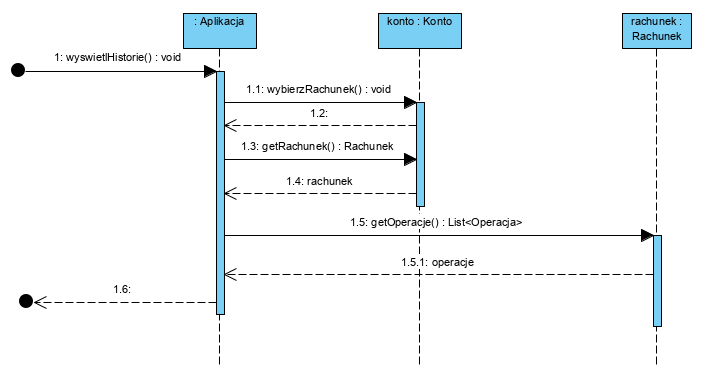 : Aplikacja
konto : Konto
rachunek :
Rachunek
1: wyswietlHistorie() : void
1.1: wybierzRachunek() : void
1.2:
1.3: getRachunek() : Rachunek
1.4: rachunek
1.5: getOperacje() : List<Operacja>
1.5.1: operacje
1.6: